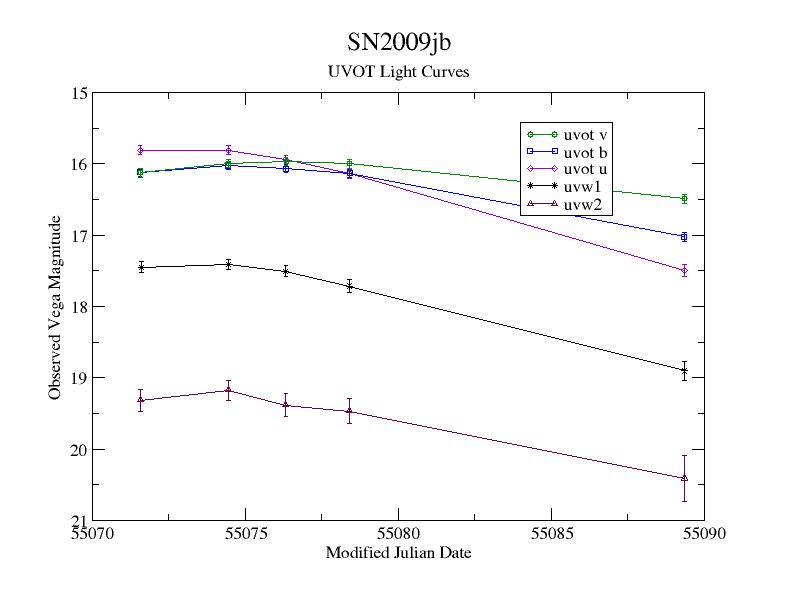 SN2009jb
UVOT Light Curves
15
16
17
18
19
20
21
Observed Vega Magnitude
uvot v
uvot b
uvot u
uvw1
uvw2
55070
55075
55080
55085
55090
Modified Julian Date